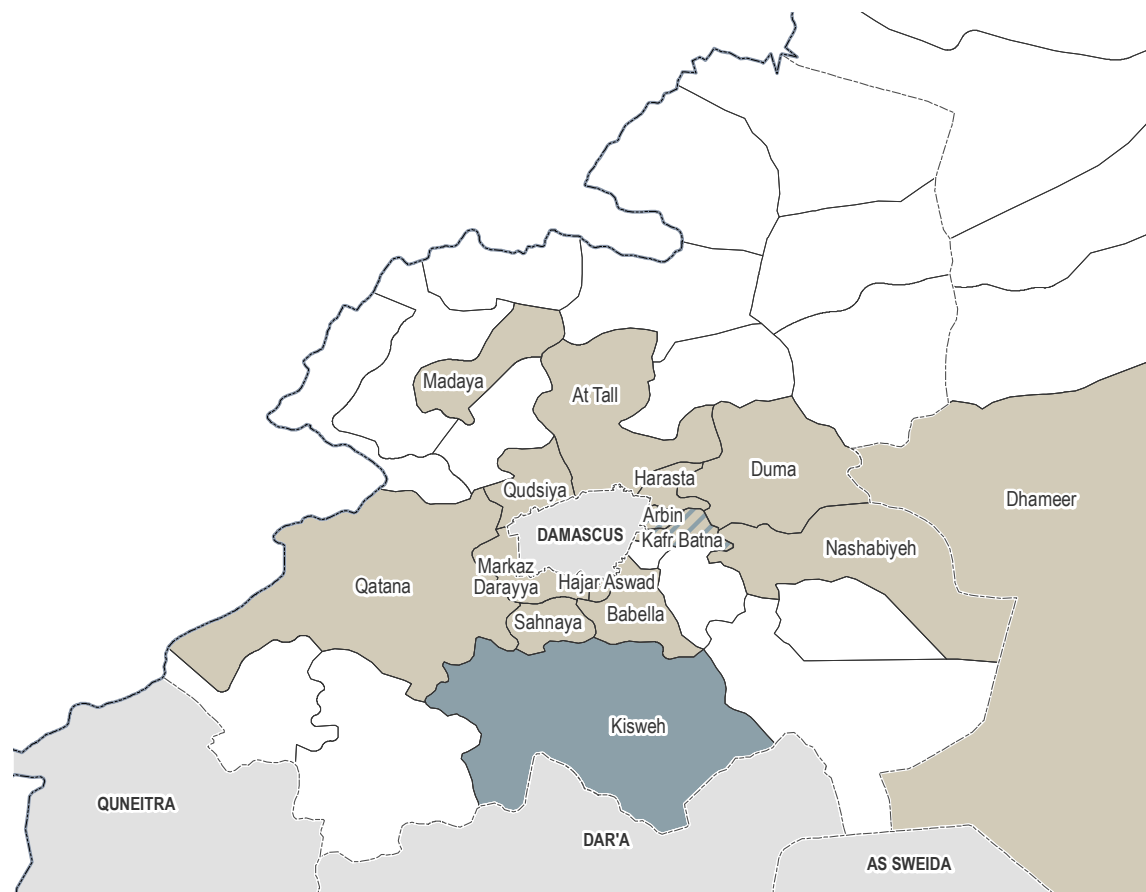 Madaya
At Tall
Duma
Harasta
Qudsiya
Dhameer
Arbin
DAMASCUS
Kafr Batna
Nashabiyeh
Markaz
Darayya
Hajar Aswad
Qatana
Babella
Sahnaya
Kisweh
QUNEITRA
DAR'A
AS SWEIDA